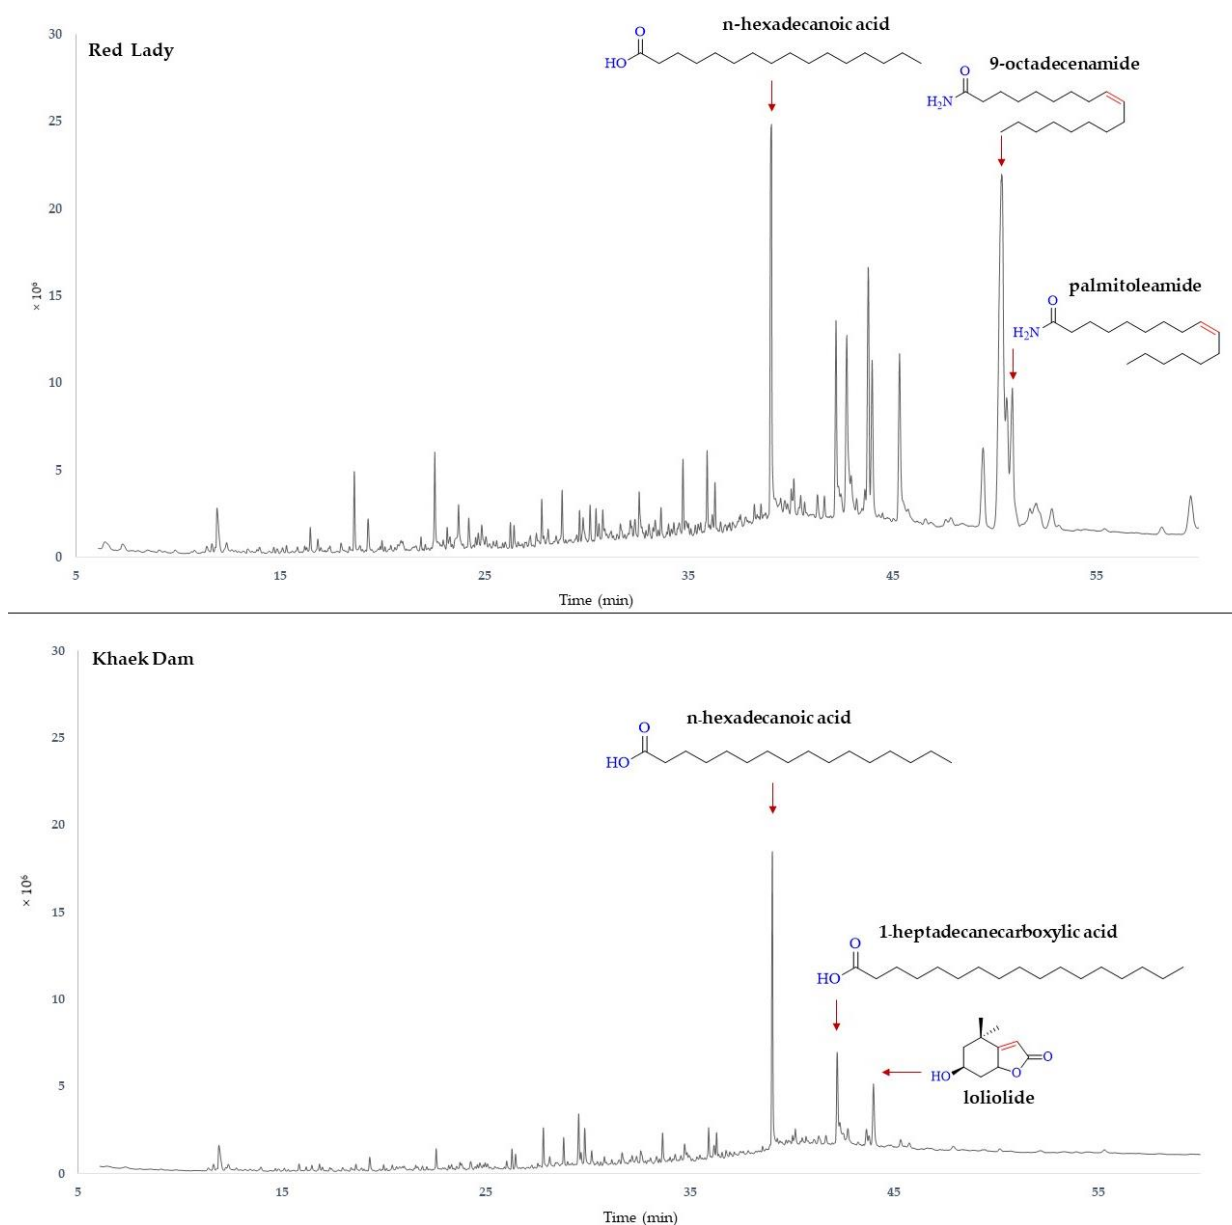 Red Lady
n-hexadecanoic acid
O
HO
9-octadecenamide
O
H₂N
palmitoleamide
O
H₂N
30
25
20
15
10
5
0
× 10⁶
5 15 25 35 45 55
Time (min)
Khaek Dam
n-hexadecanoic acid
O
HO
1-heptadecanecarboxylic acid
O
HO
HO
O
O
loliolide
30
25
20
15
10
5
0
× 10⁶
5 15 25 35 45 55
Time (min)